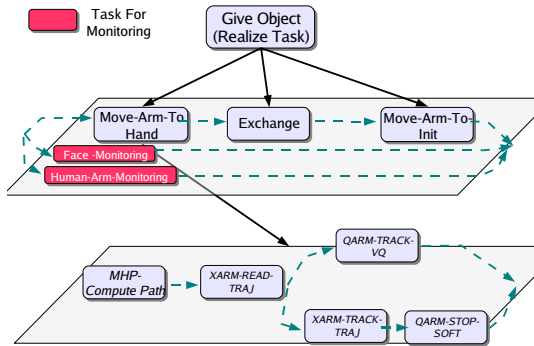 Task For
Monitoring
Give Object
(Realize Task)
Move-Arm-To
Hand
Exchange
Move-Arm-To-
Init
Face -Monitoring
Human-Arm-Monitoring
QARM-TRACK-
VQ
MHP-
Compute Path
XARM-READ-
TRAJ
XARM-TRACK-
TRAJ
QARM-STOP-
SOFT